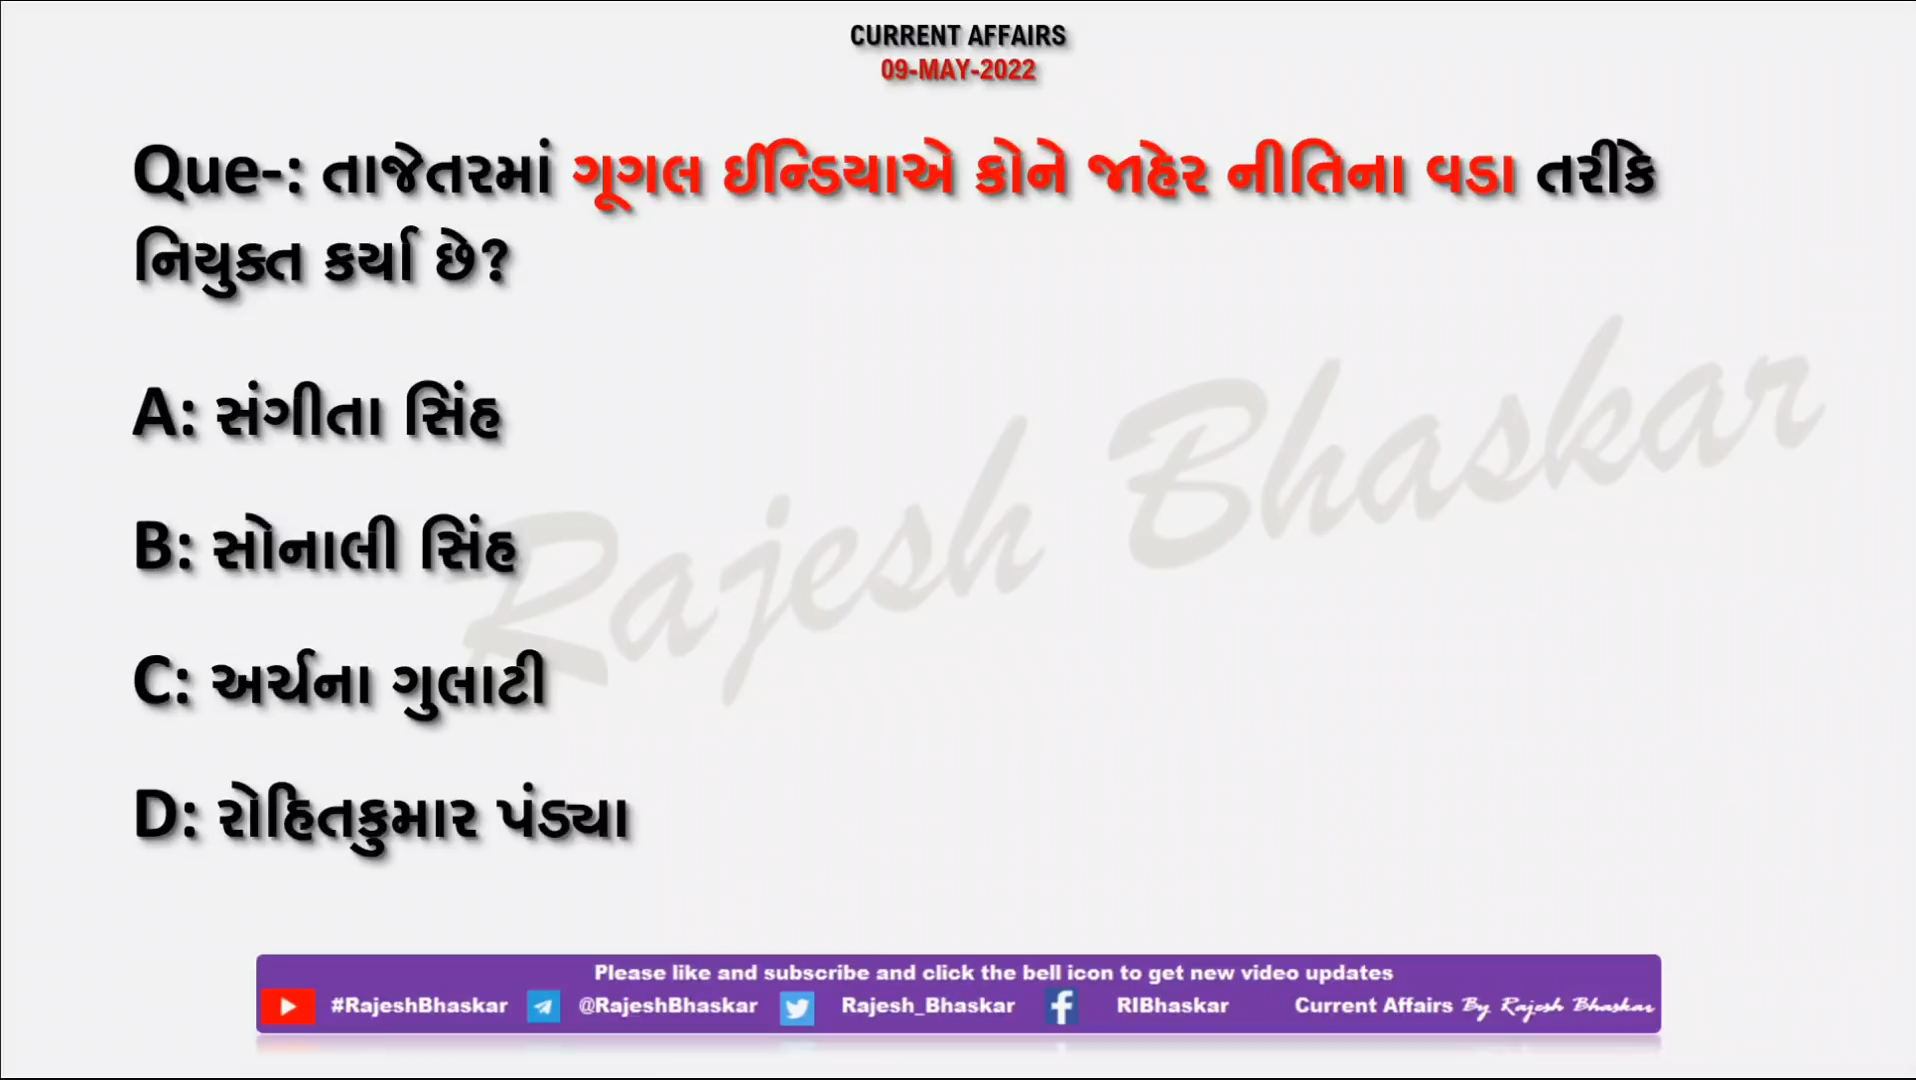 CURRENT AFFAIRS
09-MAY-2022
Que-: તાજેતરમાં ગૂગલ ઈન્ડિયાએ કોને જાહેર નીતિના વડા તરીકે
નિયુક્ત કર્યા છે?
A: સંગીતા સિંહ
B: સોનાલી સિંહ
C: અર્ચના ગુલાટી
D: રોહિતકુમાર પંડ્યા
Rajesh Bhaskar
Please like and subscribe and click the bell icon to get new video updates
#RajeshBhaskar @RajeshBhaskar Rajesh_Bhaskar RIBhaskar Current Affairs By Rajesh Bhaskar